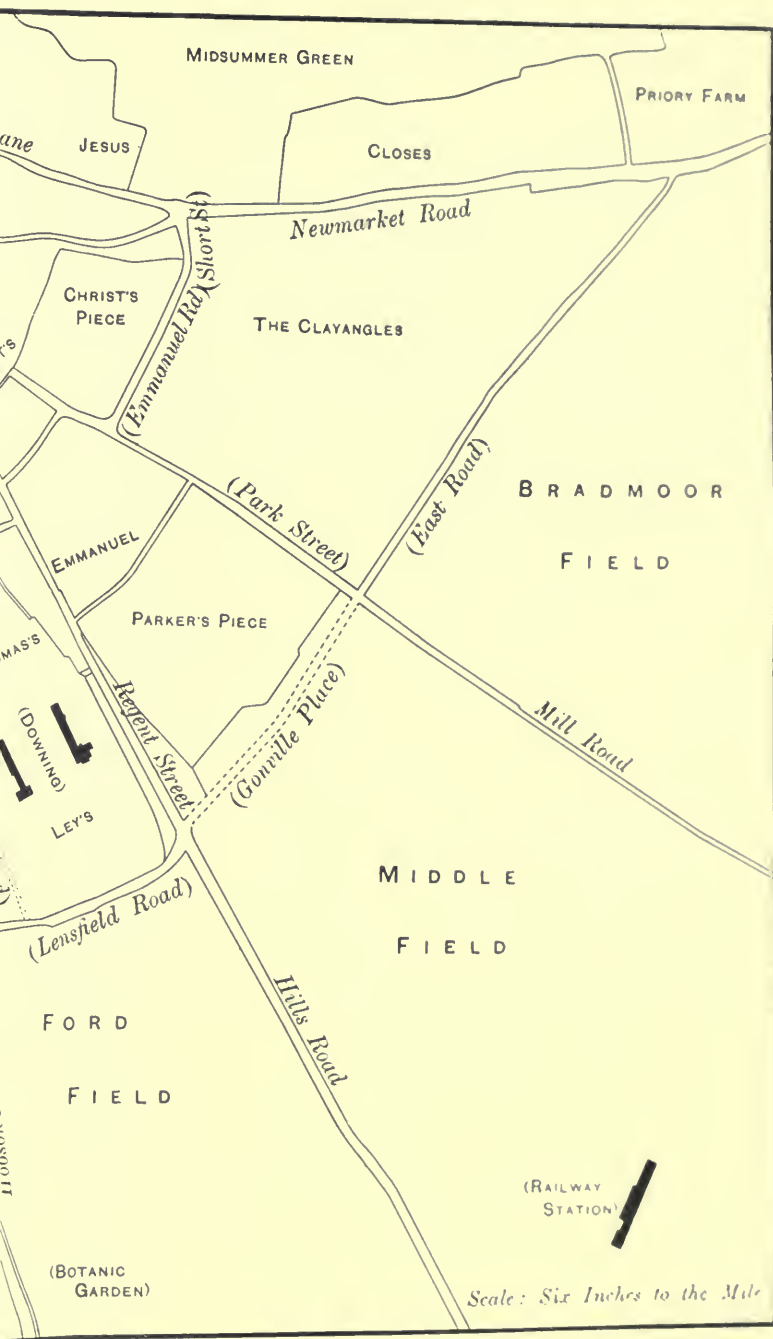 MIDSUMMER GREEN
PRIORY FARM
JESUS
CLOSES
Newmarket Road
(Short St)
CHRIST'S
PIECE
(Emmanuel Rd)
THE CLAYANGLES
(Park Street)
(East Road)
BRADMOOR
FIELD
EMMANUEL
PARKER'S PIECE
Regent Street
(Gonville Place)
Mill Road
(DOWNING)
LEY'S
MIDDLE
FIELD
(Lensfield Road)
Hills Road
FORD
FIELD
(RAILWAY
STATION)
(BOTANIC
GARDEN)
Scale: Six Inches to the Mile